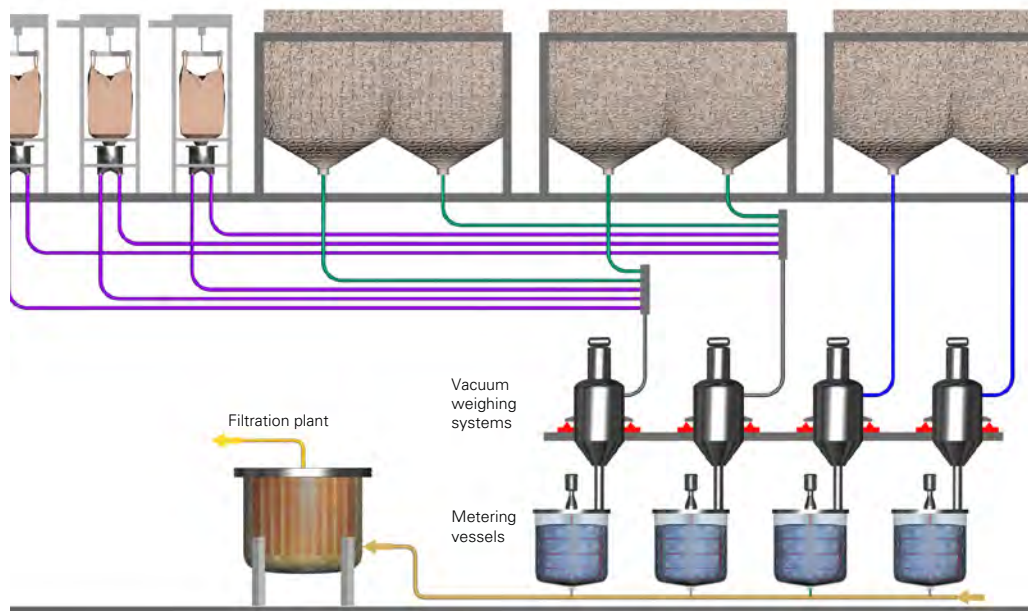 Vacuum
weighing
systems
Filtration plant
Metering
vessels